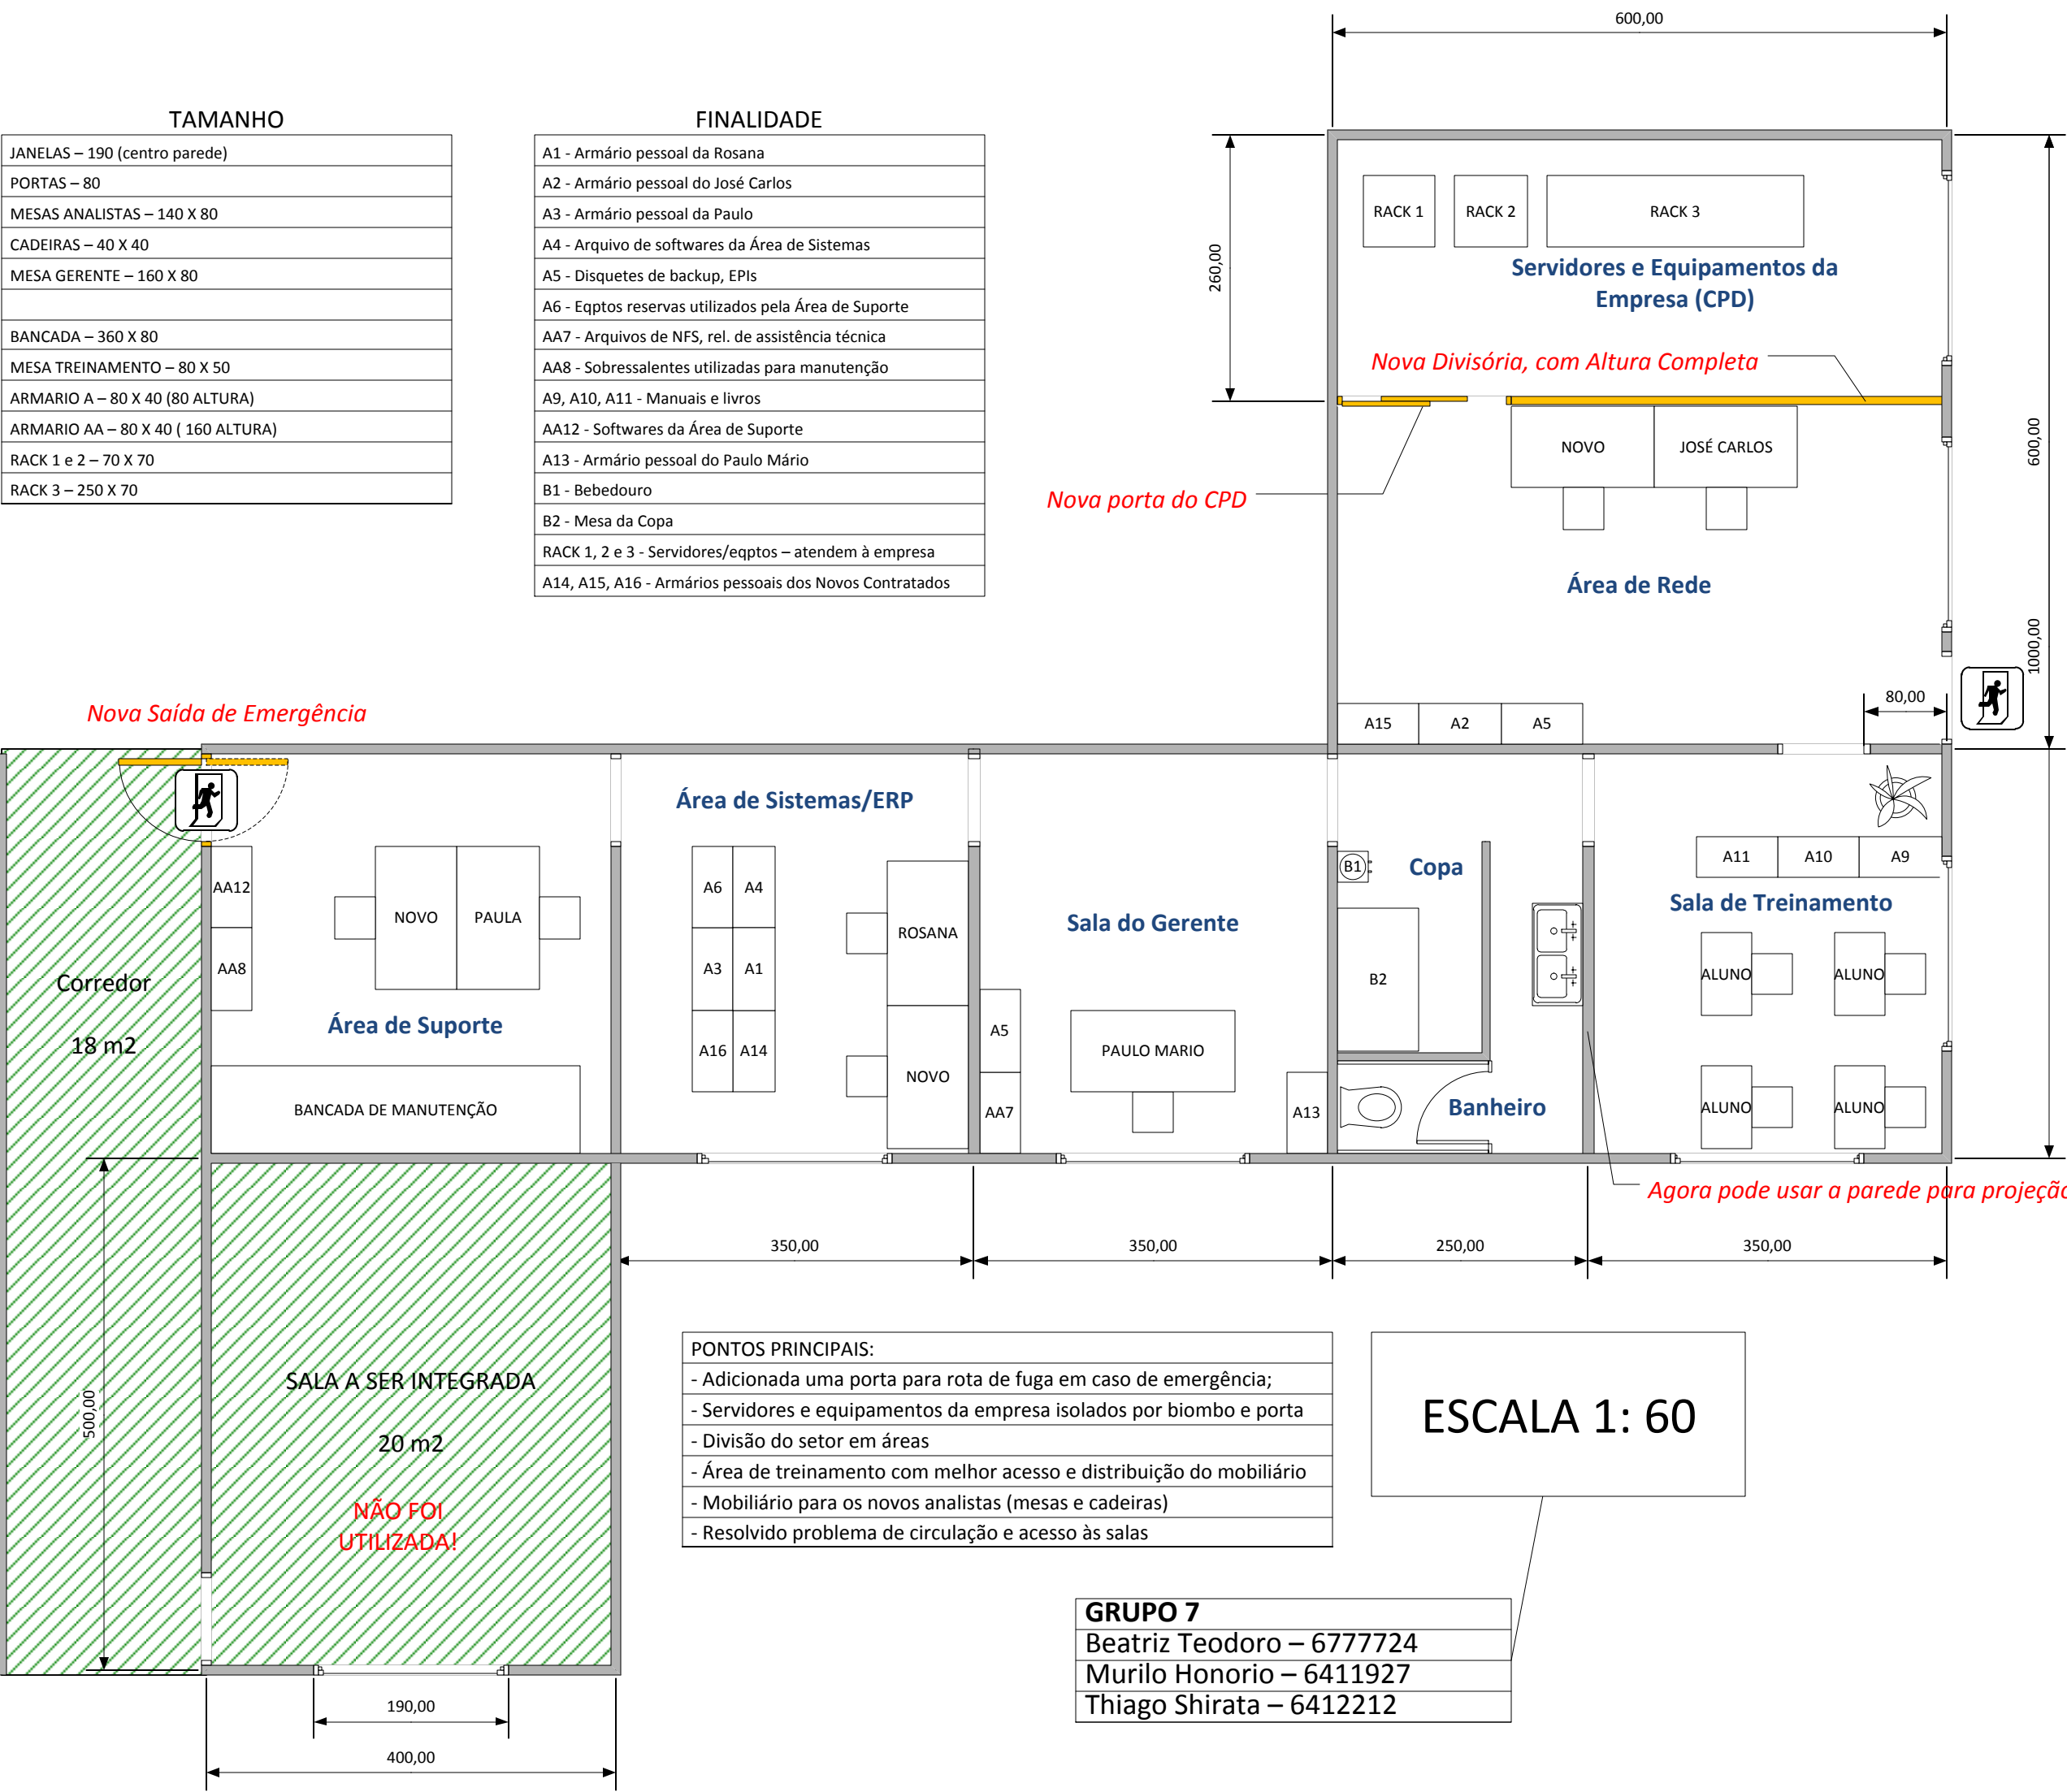 600,00
TAMANHO
JANELAS – 190 (centro parede)
PORTAS – 80
MESAS ANALISTAS – 140 X 80
CADEIRAS – 40 X 40
MESA GERENTE – 160 X 80
BANCADA – 360 X 80
MESA TREINAMENTO – 80 X 50
ARMARIO A – 80 X 40 (80 ALTURA)
ARMARIO AA – 80 X 40 ( 160 ALTURA)
RACK 1 e 2 – 70 X 70
RACK 3 – 250 X 70
FINALIDADE
A1 - Armário pessoal da Rosana
A2 - Armário pessoal do José Carlos
A3 - Armário pessoal da Paulo
A4 - Arquivo de softwares da Área de Sistemas
A5 - Disquetes de backup, EPIs
A6 - Eqptos reservas utilizados pela Área de Suporte
AA7 - Arquivos de NFS, rel. de assistência técnica
AA8 - Sobressalentes utilizadas para manutenção
A9, A10, A11 - Manuais e livros
AA12 - Softwares da Área de Suporte
A13 - Armário pessoal do Paulo Mário
B1 - Bebedouro
B2 - Mesa da Copa
RACK 1, 2 e 3 - Servidores/eqptos – atendem à empresa
A14, A15, A16 - Armários pessoais dos Novos Contratados
RACK 1
RACK 2
RACK 3
260,00
Servidores e Equipamentos da
Empresa (CPD)
Nova Divisória, com Altura Completa
600,00
NOVO
JOSÉ CARLOS
Nova porta do CPD
Área de Rede
1000,00
80,00
A15
A2
A5
Nova Saída de Emergência
Área de Sistemas/ERP
AA12
NOVO
PAULA
AA8
Área de Suporte
BANCADA DE MANUTENÇÃO
Corredor
18 m2
A6
A4
A3
A1
A16
A14
ROSANA
NOVO
Sala do Gerente
A5
AA7
PAULO MARIO
A13
B1
Copa
B2
Banheiro
A11
A10
A9
Sala de Treinamento
ALUNO
ALUNO
ALUNO
ALUNO
Agora pode usar a parede para projeção
350,00
350,00
250,00
350,00
500,00
SALA A SER INTEGRADA
20 m2
NÃO FOI
UTILIZADA!
190,00
400,00
PONTOS PRINCIPAIS:
- Adicionada uma porta para rota de fuga em caso de emergência;
- Servidores e equipamentos da empresa isolados por biombo e porta
- Divisão do setor em áreas
- Área de treinamento com melhor acesso e distribuição do mobiliário
- Mobiliário para os novos analistas (mesas e cadeiras)
- Resolvido problema de circulação e acesso às salas
ESCALA 1: 60
GRUPO 7
Beatriz Teodoro – 6777724
Murilo Honorio – 6411927
Thiago Shirata – 6412212